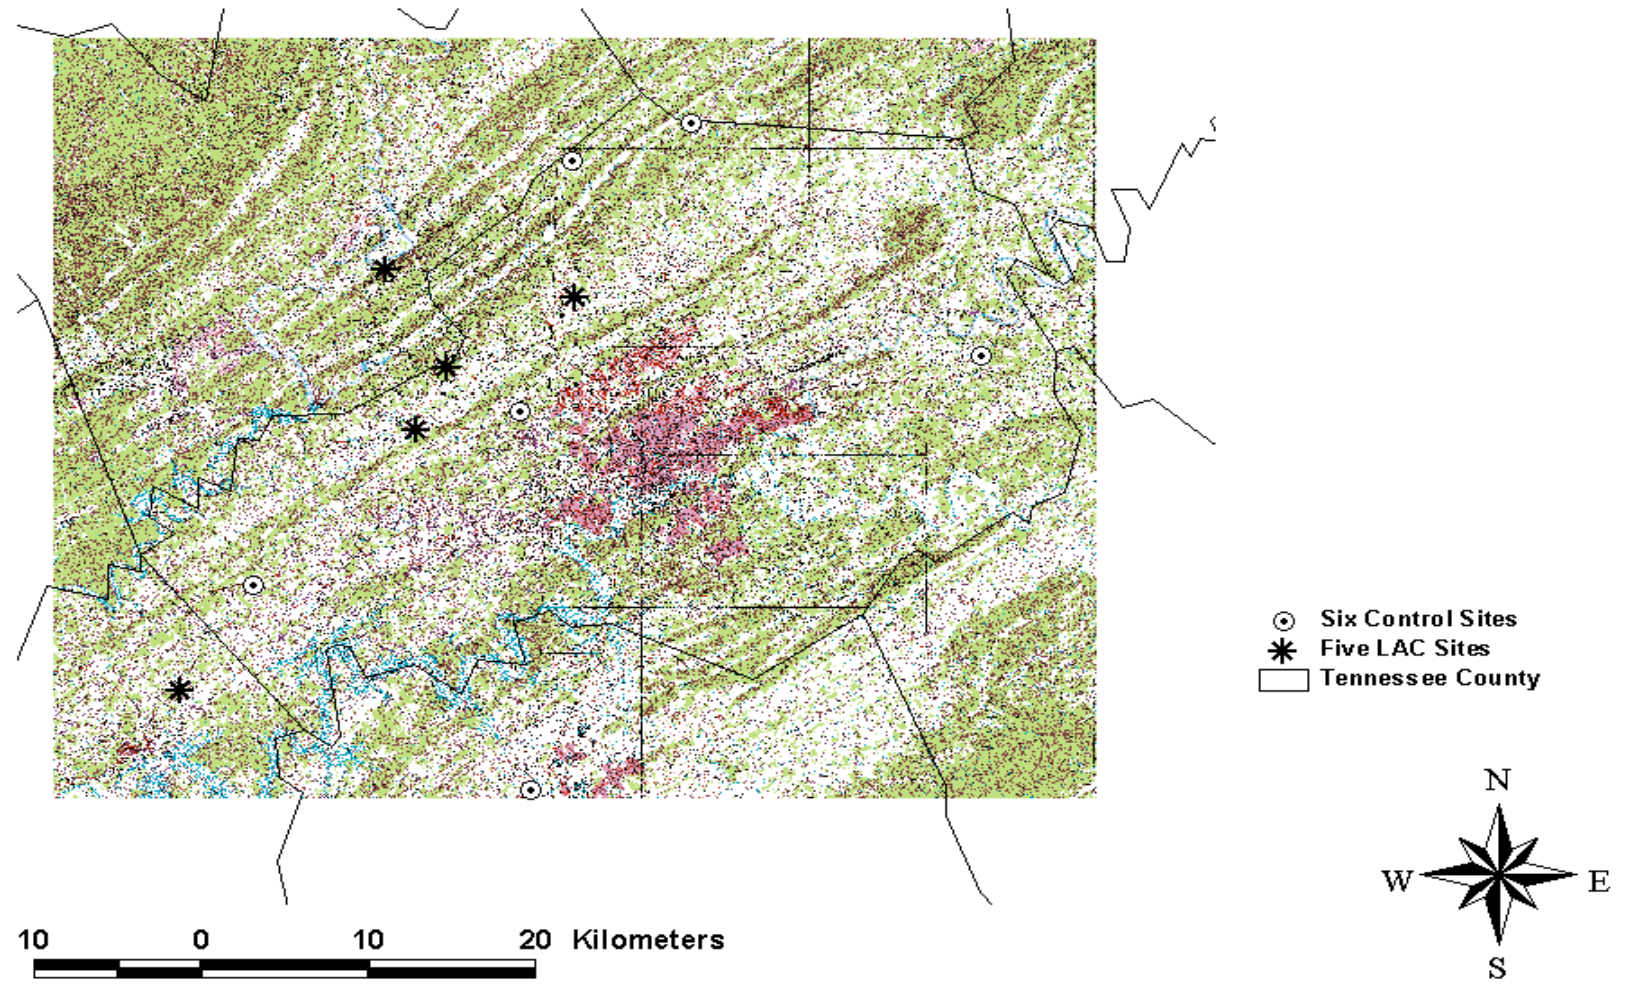 Six Control Sites
Five LAC Sites
Tennessee County
N
W E
S
10 0 10 20 Kilometers